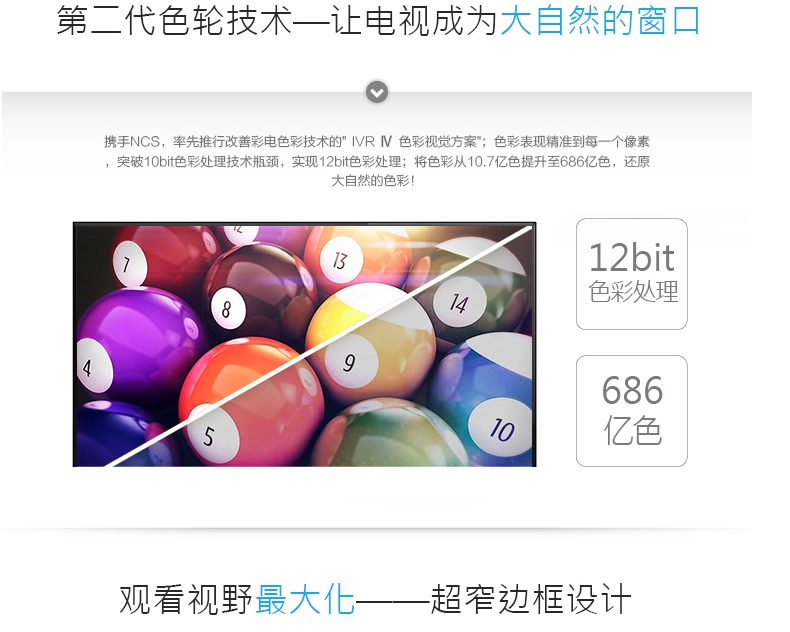 第二代色轮技术—让电视成为大自然的窗口
携手NCS，率先推行改善彩电色彩技术的" IVR Ⅳ 色彩视觉方案"；色彩表现精准到每一个像素
，突破10bit色彩处理技术瓶颈，实现12bit色彩处理；将色彩从10.7亿色提升至686亿色，还原
大自然的色彩！
12
1
13
8
14
4
9
5
10
12bit
色彩处理
686
亿色
观看视野最大化——超窄边框设计